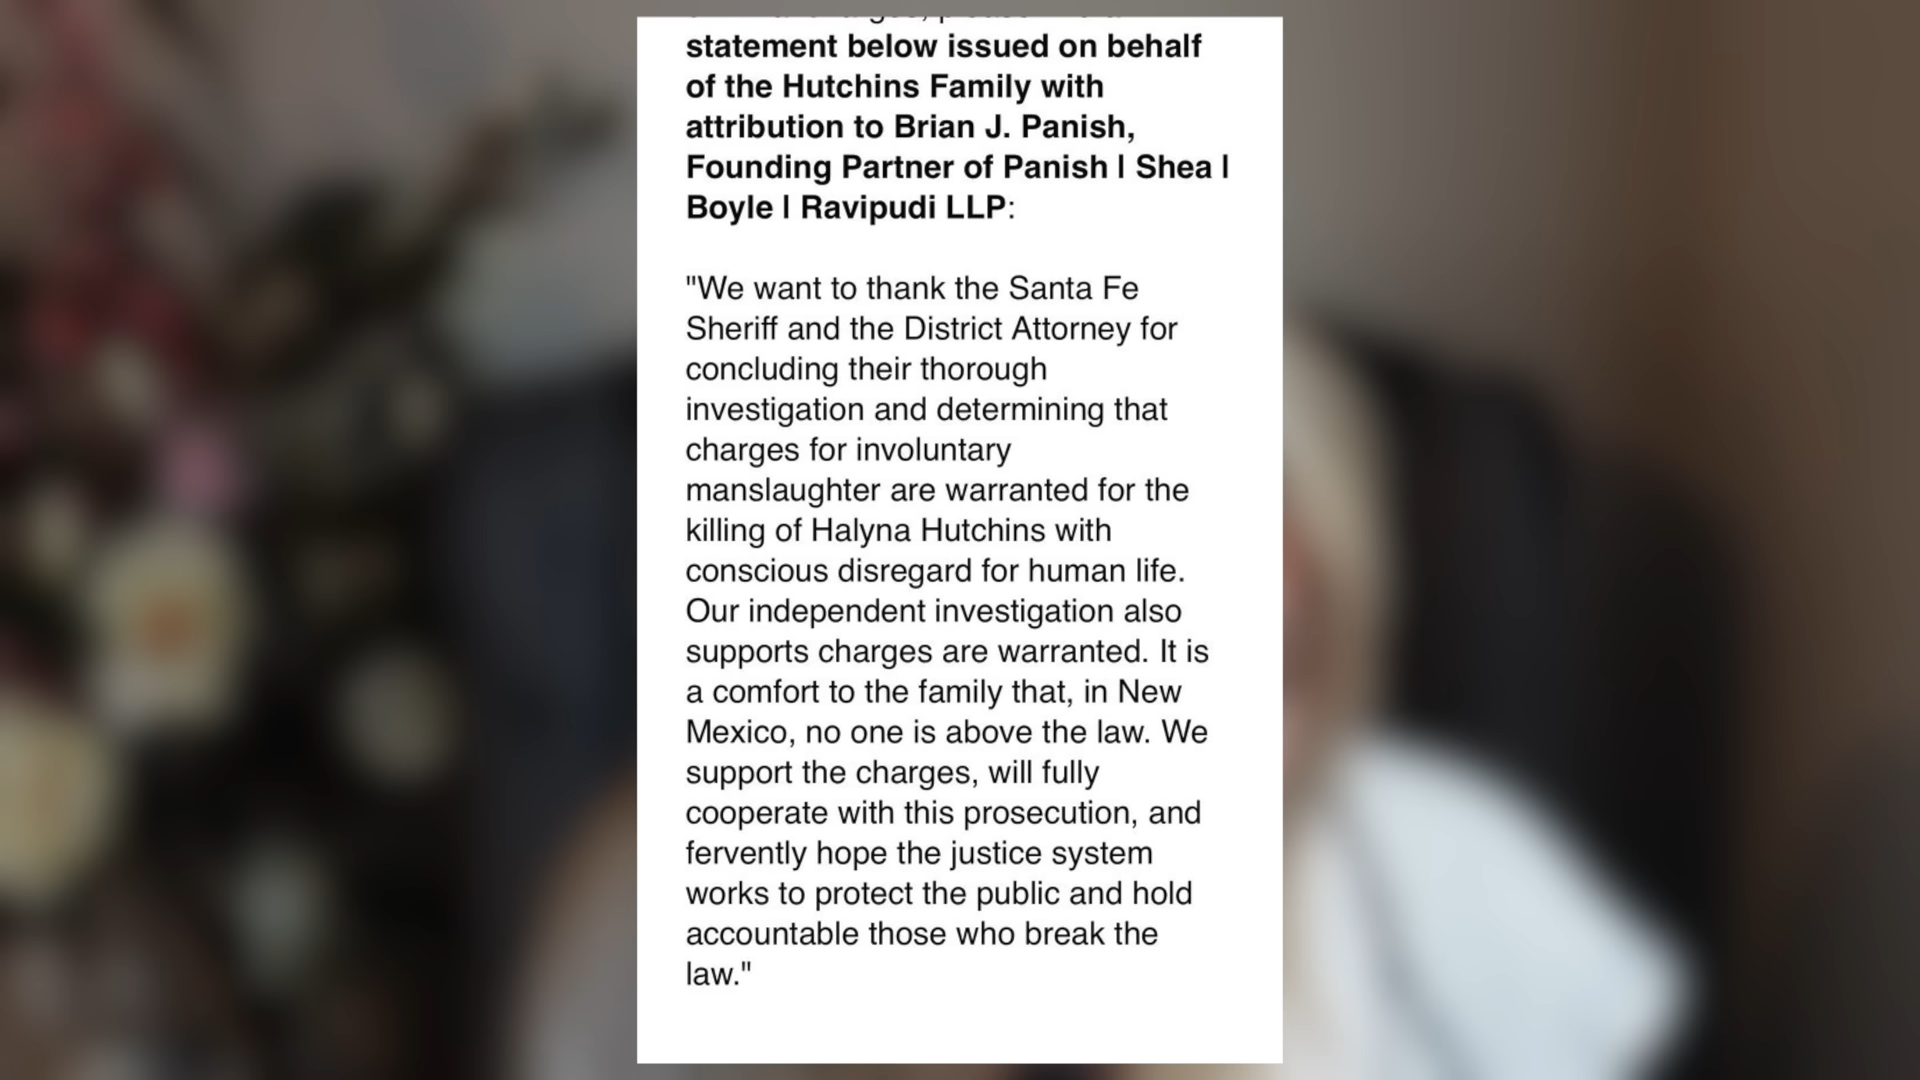 statement below issued on behalf
of the Hutchins Family with
attribution to Brian J. Panish,
Founding Partner of Panish | Shea |
Boyle | Ravipudi LLP:
"We want to thank the Santa Fe
Sheriff and the District Attorney for
concluding their thorough
investigation and determining that
charges for involuntary
manslaughter are warranted for the
killing of Halyna Hutchins with
conscious disregard for human life.
Our independent investigation also
supports charges are warranted. It is
a comfort to the family that, in New
Mexico, no one is above the law. We
support the charges, will fully
cooperate with this prosecution, and
fervently hope the justice system
works to protect the public and hold
accountable those who break the
law."